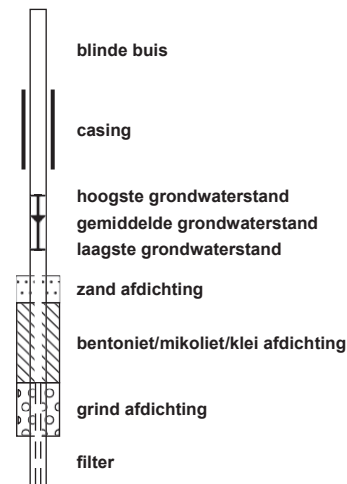 blinde buis
casing
hoogste grondwaterstand
gemiddelde grondwaterstand
laagste grondwaterstand
zand afdichting
bentoniet/mikoliet/klei afdichting
grind afdichting
filter